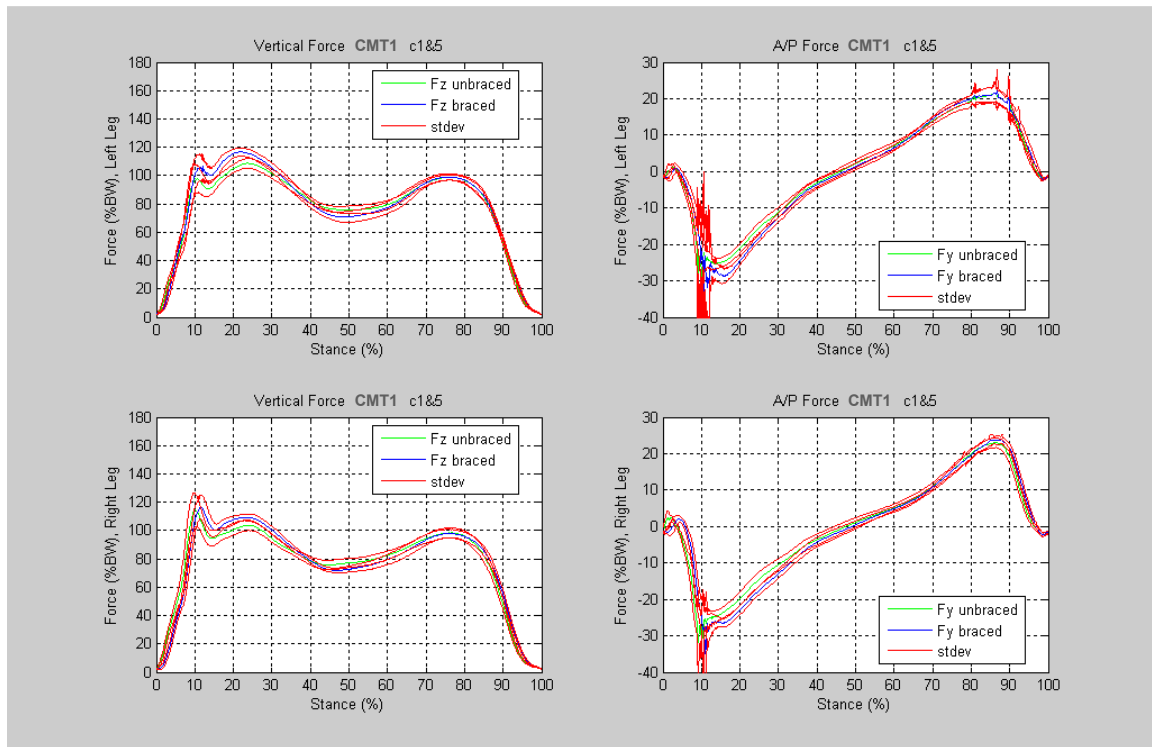 Vertical Force CMT1 c1&5
180
160
140
120
100
80
60
40
20
0
Force (%BW), Left Leg
Fz unbraced
Fz braced
stdev
0 10 20 30 40 50 60 70 80 90 100
Stance (%)
A/P Force CMT1 c1&5
30
20
10
0
-10
-20
-30
-40
Force (%BW), Left Leg
Fy unbraced
Fy braced
stdev
0 10 20 30 40 50 60 70 80 90 100
Stance (%)
Vertical Force CMT1 c1&5
180
160
140
120
100
80
60
40
20
0
Force (%BW), Right Leg
Fz unbraced
Fz braced
stdev
0 10 20 30 40 50 60 70 80 90 100
Stance (%)
A/P Force CMT1 c1&5
30
20
10
0
-10
-20
-30
-40
Force (%BW), Right Leg
Fy unbraced
Fy braced
stdev
0 10 20 30 40 50 60 70 80 90 100
Stance (%)